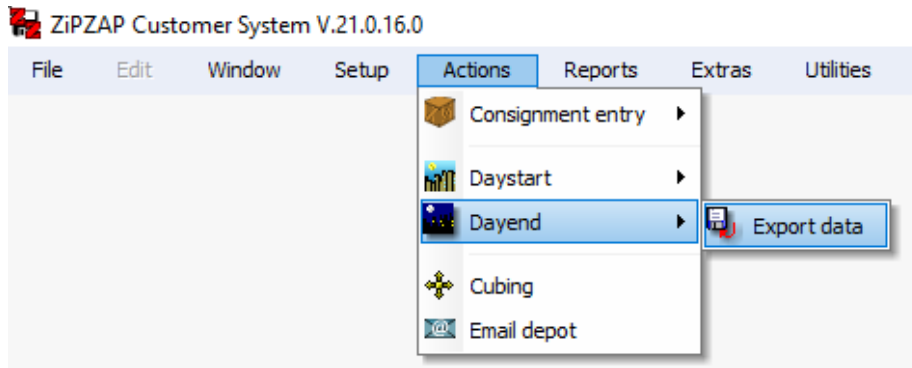 ZiPZAP Customer System V.21.0.16.0
File Edit Window Setup Actions Reports Extras Utilities
Consignment entry
Daystart
Dayend Export data
Cubing
Email depot